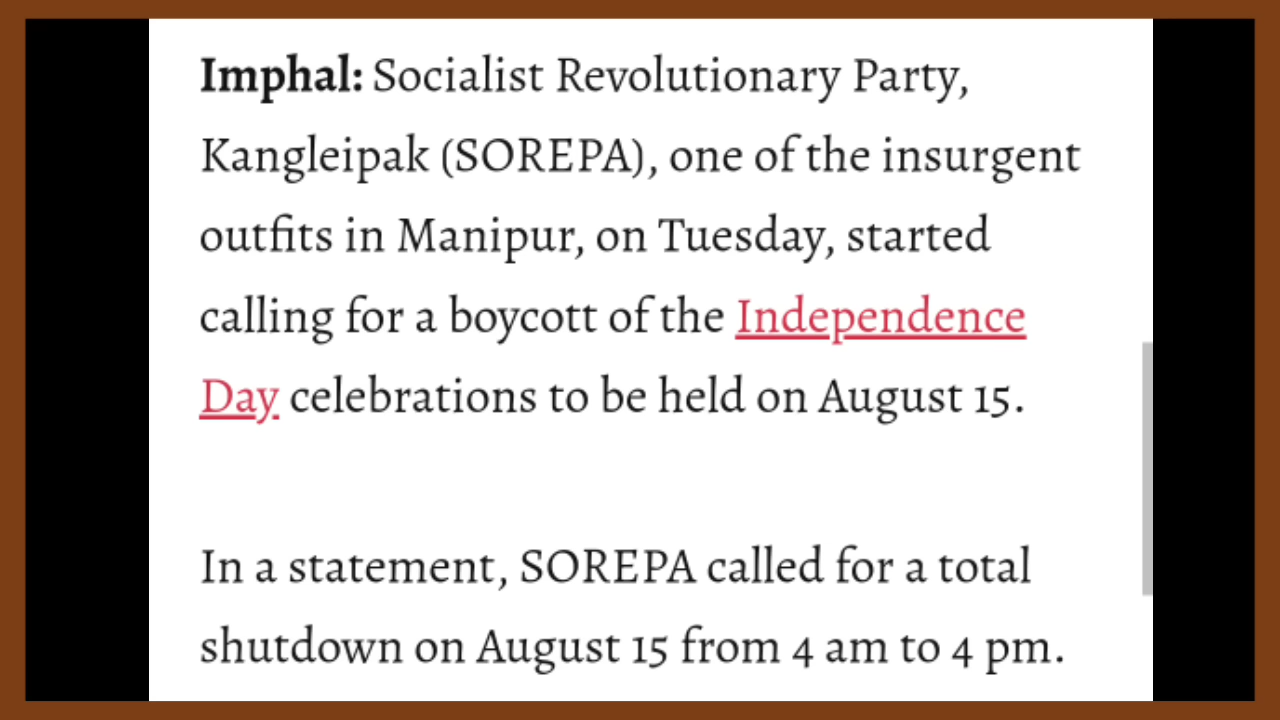 Imphal: Socialist Revolutionary Party,
Kangleipak (SOREPA), one of the insurgent
outfits in Manipur, on Tuesday, started
calling for a boycott of the Independence
Day celebrations to be held on August 15.
In a statement, SOREPA called for a total
shutdown on August 15 from 4 am to 4 pm.